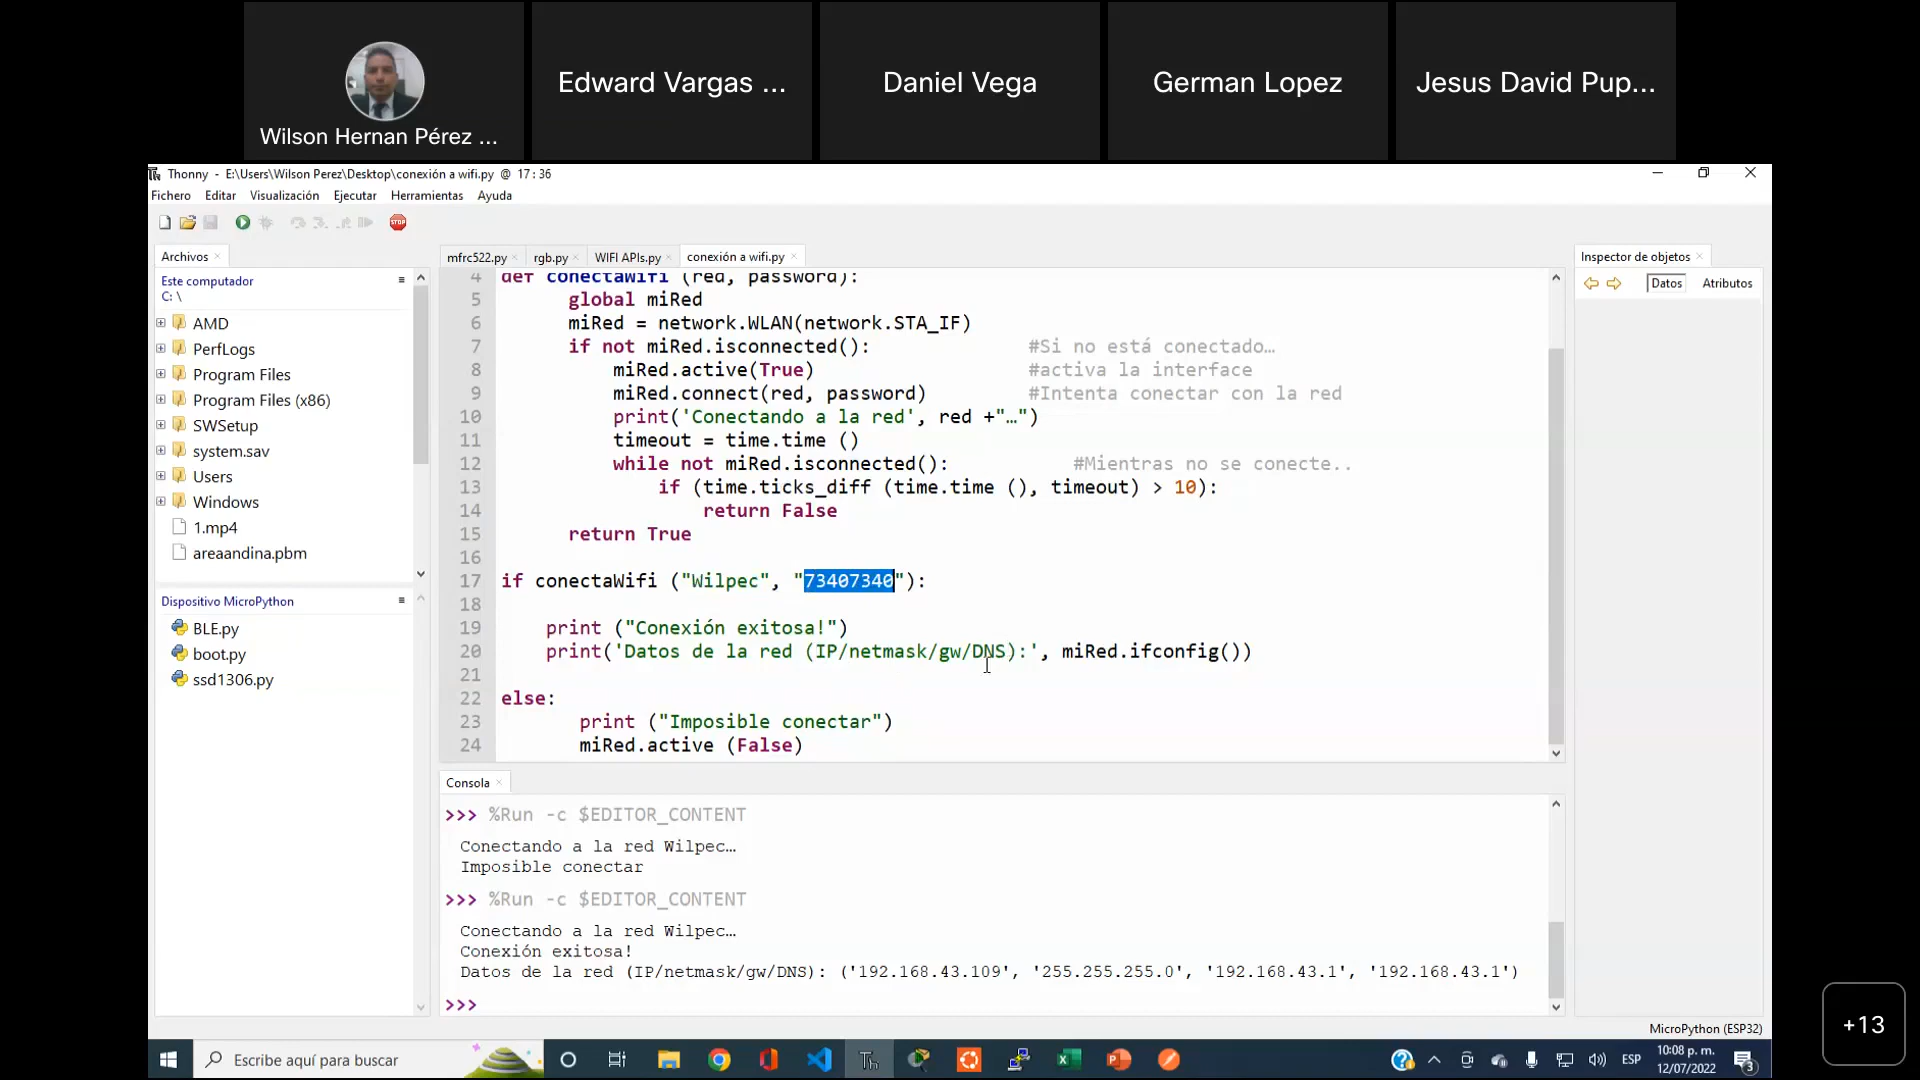 Wilson Hernan Pérez ...
Edward Vargas ...
Daniel Vega
German Lopez
Jesus David Pup...
Thonny - E:\Users\Wilson Perez\Desktop\conexión a wifi.py @ 17 : 36
Fichero Editar Visualización Ejecutar Herramientas Ayuda
STOP
Archivos
Este computador
C: \
AMD
PerfLogs
Program Files
Program Files (x86)
SWSetup
system.sav
Users
Windows
1.mp4
areaandina.pbm
Dispositivo MicroPython
BLE.py
boot.py
ssd1306.py
mfrc522.py rgb.py WIFI APIs.py conexión a wifi.py
4 def conectaWifi (red, password):
5 global miRed
6 miRed = network.WLAN(network.STA_IF)
7 if not miRed.isconnected(): #Si no está conectado…
8 miRed.active(True) #activa la interface
9 miRed.connect(red, password) #Intenta conectar con la red
10 print('Conectando a la red', red +"…")
11 timeout = time.time ()
12 while not miRed.isconnected(): #Mientras no se conecte..
13 if (time.ticks_diff (time.time (), timeout) > 10):
14 return False
15 return True
16
17 if conectaWifi ("Wilpec", "73407340"):
18
19 print ("Conexión exitosa!")
20 print('Datos de la red (IP/netmask/gw/DNS):', miRed.ifconfig())
21
22 else:
23 print ("Imposible conectar")
24 miRed.active (False)
Consola
>>> %Run -c $EDITOR_CONTENT
Conectando a la red Wilpec…
Imposible conectar
>>> %Run -c $EDITOR_CONTENT
Conectando a la red Wilpec…
Conexión exitosa!
Datos de la red (IP/netmask/gw/DNS): ('192.168.43.109', '255.255.255.0', '192.168.43.1', '192.168.43.1')
>>>
Inspector de objetos
Datos Atributos
MicroPython (ESP32)
+13
Escribe aquí para buscar
ESP
10:08 p. m.
12/07/2022
3